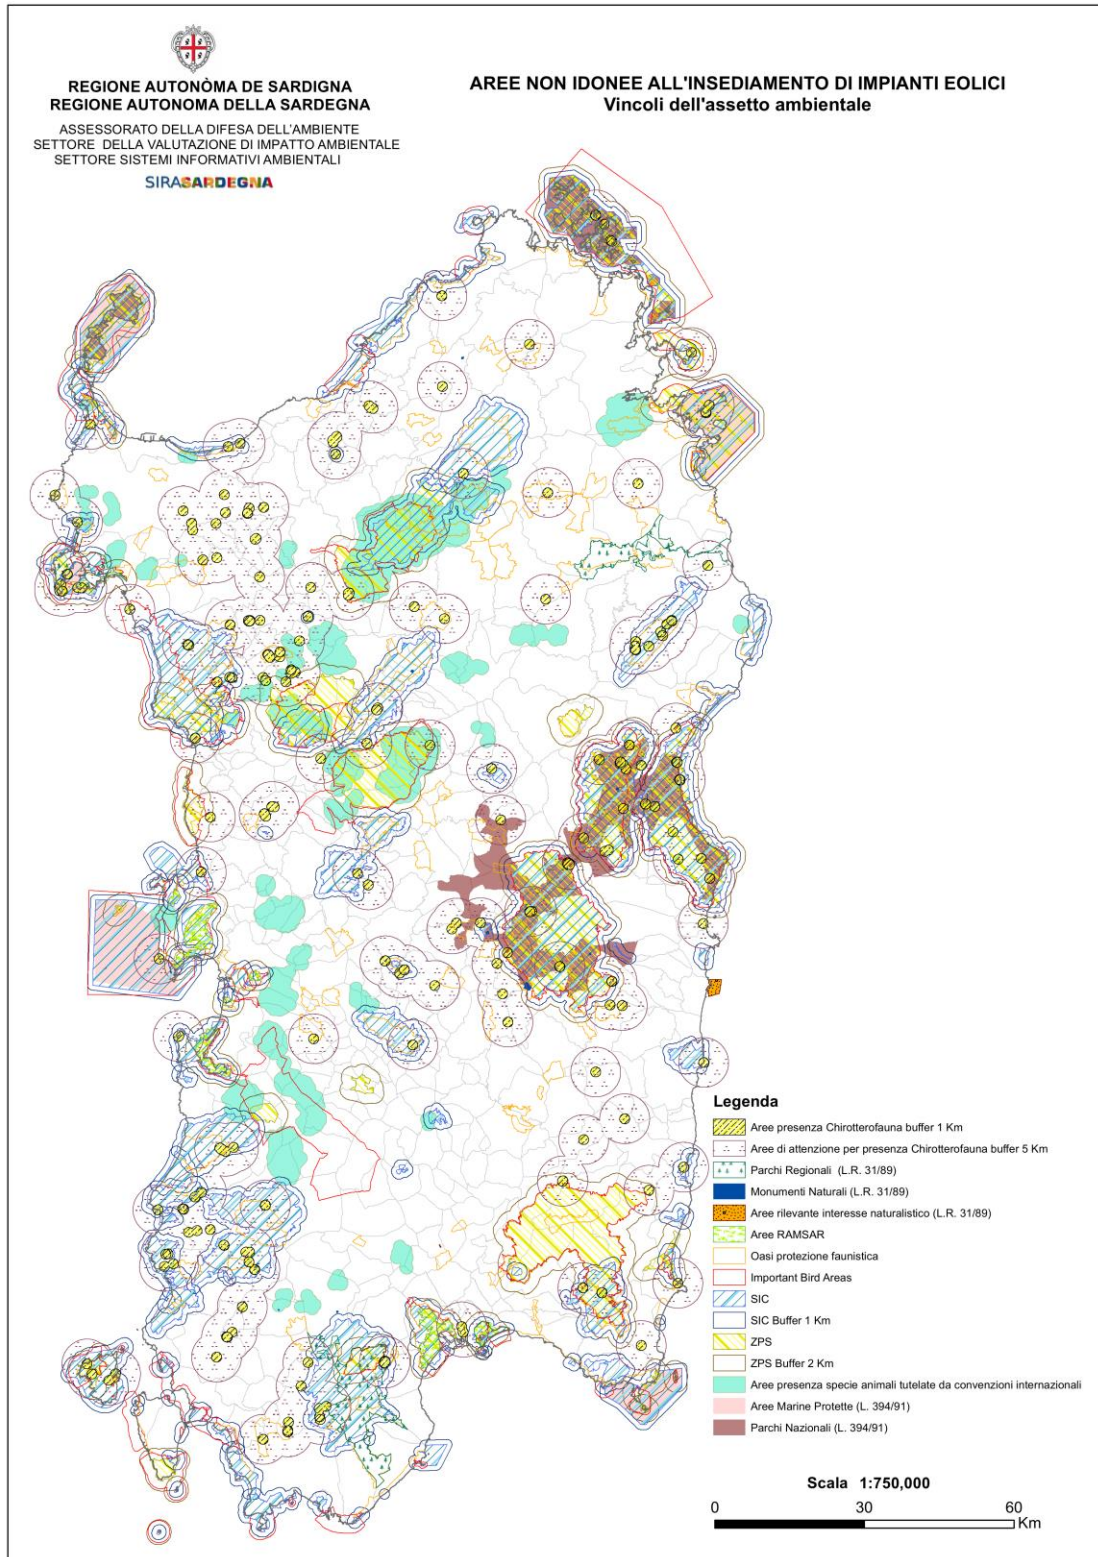 REGIONE AUTONÒMA DE SARDIGNA
REGIONE AUTONOMA DELLA SARDEGNA
ASSESSORATO DELLA DIFESA DELL'AMBIENTE
SETTORE DELLA VALUTAZIONE DI IMPATTO AMBIENTALE
SETTORE SISTEMI INFORMATIVI AMBIENTALI
SIRASARDEGNA
AREE NON IDONEE ALL'INSEDIAMENTO DI IMPIANTI EOLICI
Vincoli dell'assetto ambientale
Legenda
Aree presenza Chirotterofauna buffer 1 Km
Aree di attenzione per presenza Chirotterofauna buffer 5 Km
Parchi Regionali (L.R. 31/89)
Monumenti Naturali (L.R. 31/89)
Aree rilevante interesse naturalistico (L.R. 31/89)
Aree RAMSAR
Oasi protezione faunistica
Important Bird Areas
SIC
SIC Buffer 1 Km
ZPS
ZPS Buffer 2 Km
Aree presenza specie animali tutelate da convenzioni internazionali
Aree Marine Protette (L. 394/91)
Parchi Nazionali (L. 394/91)
Scala 1:750,000
0 30 60
Km